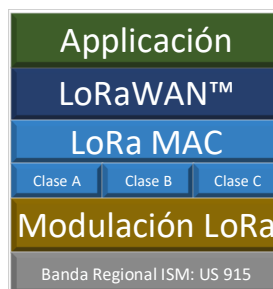 Applicación
LoRaWAN™
LoRa MAC
Clase A Clase B Clase C
Modulación LoRa
Banda Regional ISM: US 915